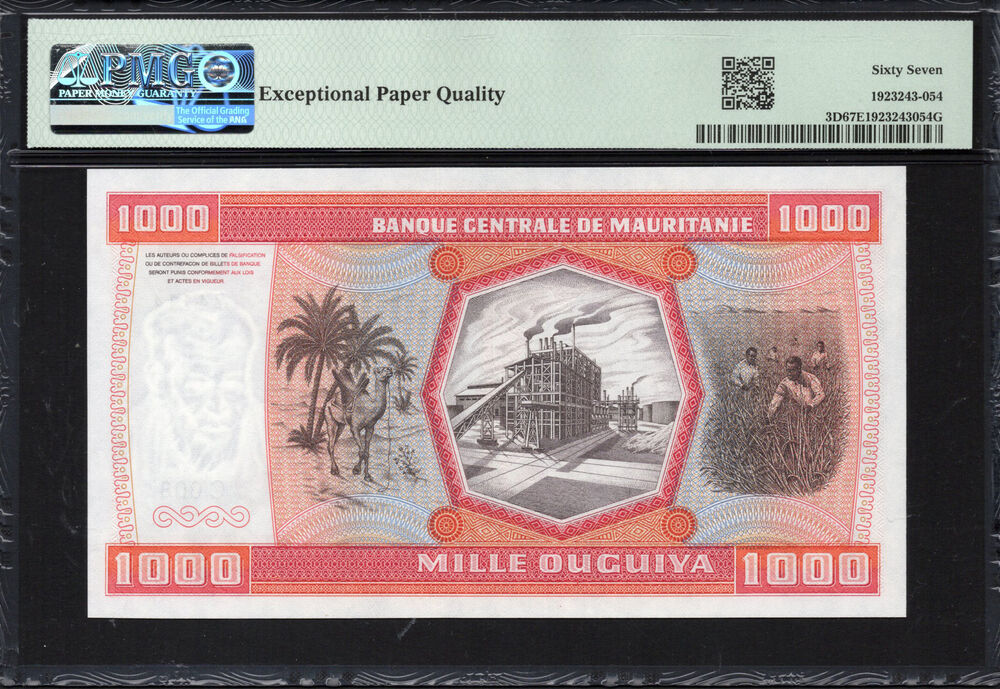 PMG
PAPER MONEY GUARANTY
The Official Grading
Service of the ANA
Exceptional Paper Quality
Sixty Seven
1923243-054
3D67E1923243054G
1000
BANQUE CENTRALE DE MAURITANIE
1000
LES AUTEURS OU COMPLICES DE FALSIFICATION
OU DE CONTREFACON DE BILLETS DE BANQUE
SERONT PUNIS CONFORMEMENT AUX LOIS
ET ACTES EN VIGUEUR
1000
MILLE OUGUIYA
1000